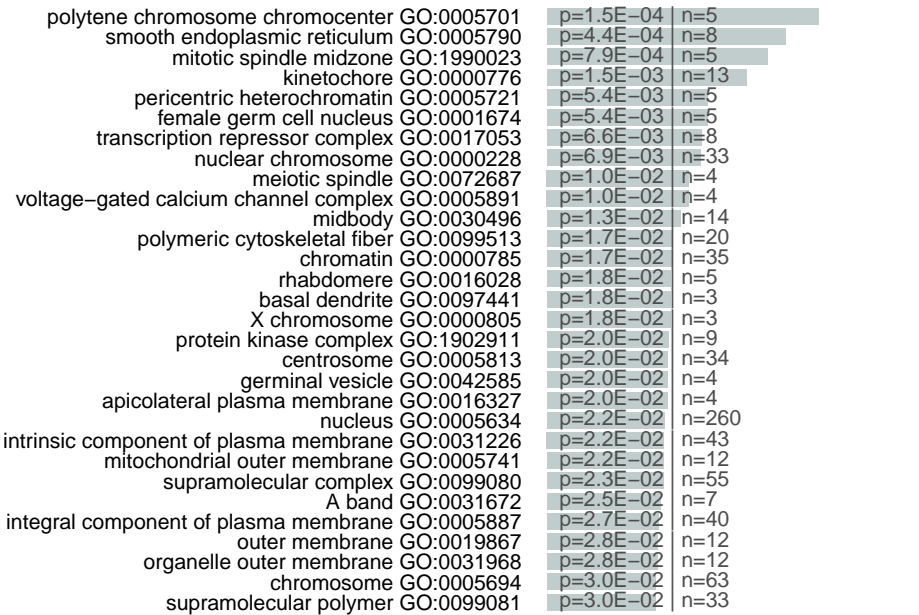 polytene chromosome chromocenter GO:0005701 p=1.5E−04 n=5
smooth endoplasmic reticulum GO:0005790 p=4.4E−04 n=8
mitotic spindle midzone GO:1990023 p=7.9E−04 n=5
kinetochore GO:0000776 p=1.5E−03 n=13
pericentric heterochromatin GO:0005721 p=5.4E−03 n=5
female germ cell nucleus GO:0001674 p=5.4E−03 n=5
transcription repressor complex GO:0017053 p=6.6E−03 n=8
nuclear chromosome GO:0000228 p=6.9E−03 n=33
meiotic spindle GO:0072687 p=1.0E−02 n=4
voltage−gated calcium channel complex GO:0005891 p=1.0E−02 n=4
midbody GO:0030496 p=1.3E−02 n=14
polymeric cytoskeletal fiber GO:0099513 p=1.7E−02 n=20
chromatin GO:0000785 p=1.7E−02 n=35
rhabdomere GO:0016028 p=1.8E−02 n=5
basal dendrite GO:0097441 p=1.8E−02 n=3
X chromosome GO:0000805 p=1.8E−02 n=3
protein kinase complex GO:1902911 p=2.0E−02 n=9
centrosome GO:0005813 p=2.0E−02 n=34
germinal vesicle GO:0042585 p=2.0E−02 n=4
apicolateral plasma membrane GO:0016327 p=2.0E−02 n=4
nucleus GO:0005634 p=2.2E−02 n=260
intrinsic component of plasma membrane GO:0031226 p=2.2E−02 n=43
mitochondrial outer membrane GO:0005741 p=2.2E−02 n=12
supramolecular complex GO:0099080 p=2.3E−02 n=55
A band GO:0031672 p=2.5E−02 n=7
integral component of plasma membrane GO:0005887 p=2.7E−02 n=40
outer membrane GO:0019867 p=2.8E−02 n=12
organelle outer membrane GO:0031968 p=2.8E−02 n=12
chromosome GO:0005694 p=3.0E−02 n=63
supramolecular polymer GO:0099081 p=3.0E−02 n=33